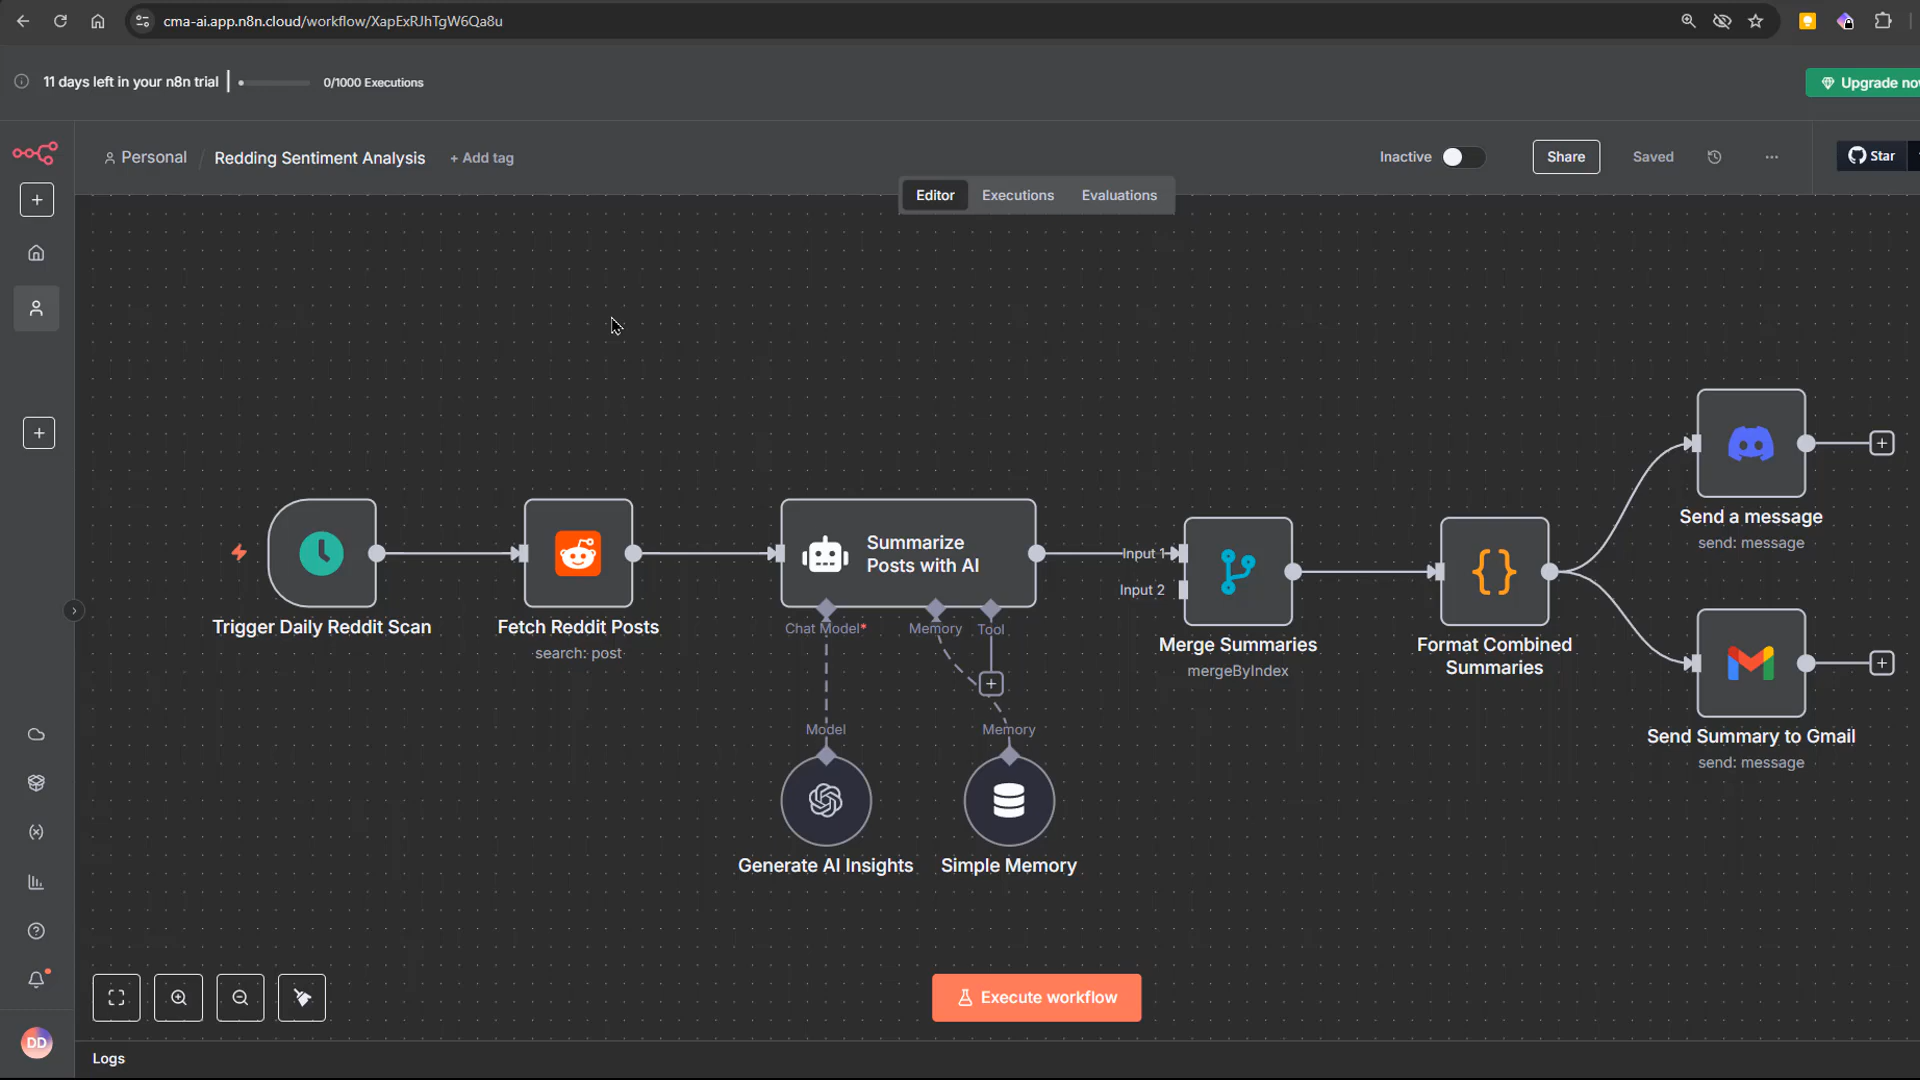 cma-ai.app.n8n.cloud/workflow/XapExRJhTgW6Qa8u
11 days left in your n8n trial
0/1000 Executions
Upgrade no
Personal / Redding Sentiment Analysis
+ Add tag
Inactive
Share
Saved
Star
Editor
Executions
Evaluations
Send a message
send: message
Summarize
Posts with AI
Input 1
Input 2
Trigger Daily Reddit Scan
Fetch Reddit Posts
search: post
Chat Model*
Memory
Tool
Merge Summaries
mergeByIndex
Format Combined
Summaries
Model
Memory
Send Summary to Gmail
send: message
Generate AI Insights
Simple Memory
Execute workflow
DD
Logs